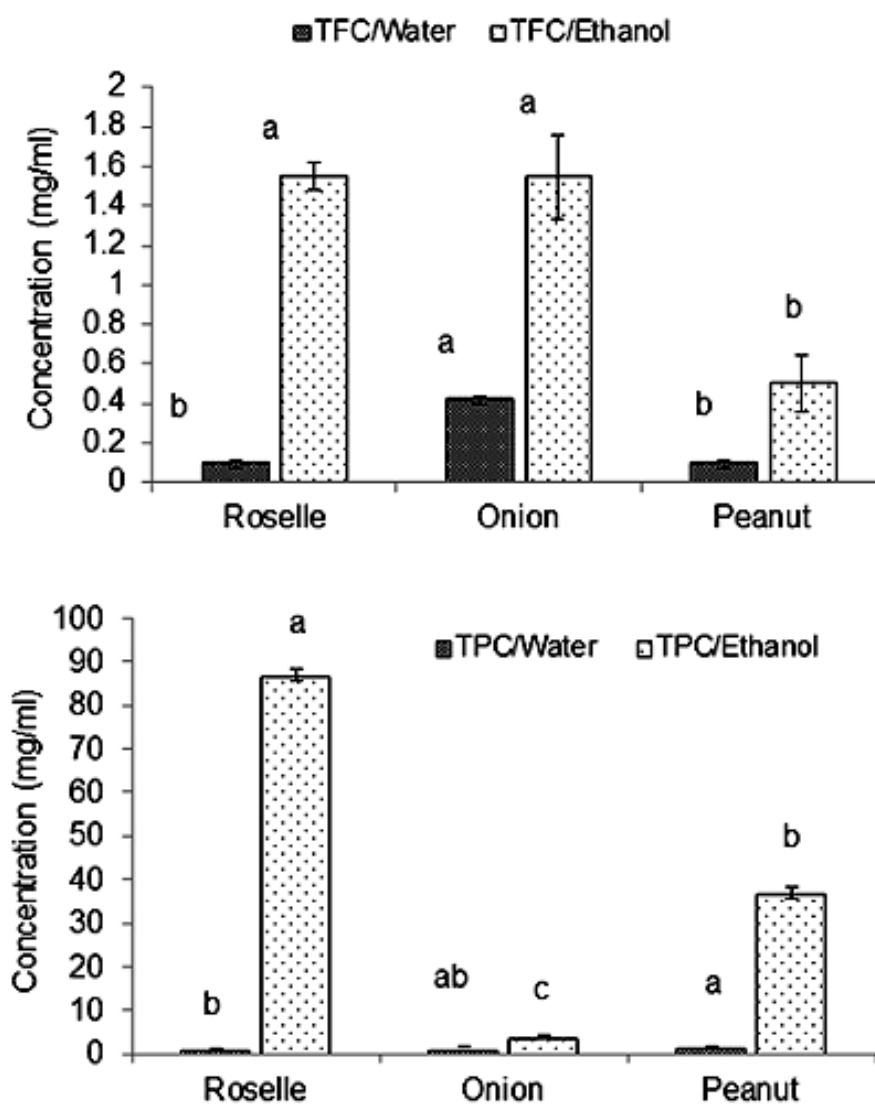 TFC/Water TFC/Ethanol
Concentration (mg/ml)
2
1.8
1.6
1.4
1.2
1
0.8
0.6
0.4
0.2
0
b a a a b b
Roselle Onion Peanut
TPC/Water TPC/Ethanol
Concentration (mg/ml)
100
90
80
70
60
50
40
30
20
10
0
b a ab c a b
Roselle Onion Peanut